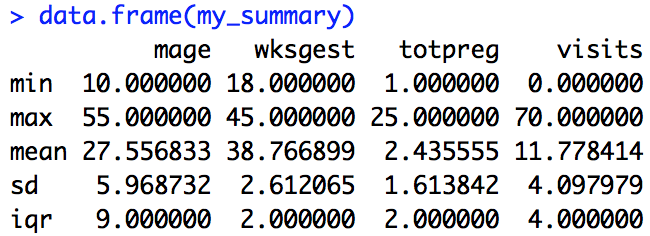 > data.frame(my_summary)
mage wksgest totpreg visits
min 10.000000 18.000000 1.000000 0.000000
max 55.000000 45.000000 25.000000 70.000000
mean 27.556833 38.766899 2.435555 11.778414
sd 5.968732 2.612065 1.613842 4.097979
iqr 9.000000 2.000000 2.000000 4.000000